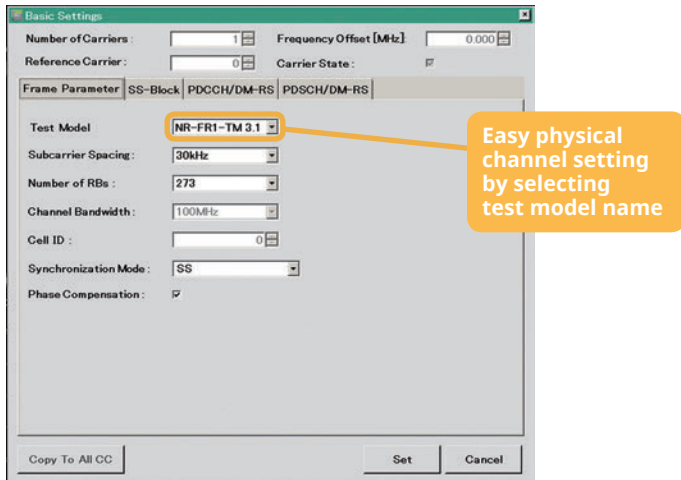 Basic Settings
Number of Carriers : 1 Frequency Offset [MHz]: 0.000
Reference Carrier : 0 Carrier State :
Frame Parameter SS-Block PDCCH/DM-RS PDSCH/DM-RS
Test Model NR-FR1-TM 3.1
Subcarrier Spacing : 30kHz
Number of RBs : 273
Channel Bandwidth : 100MHz
Cell ID : 0
Synchronization Mode : SS
Phase Compensation :
Easy physical
channel setting
by selecting
test model name
Copy To All CC Set Cancel